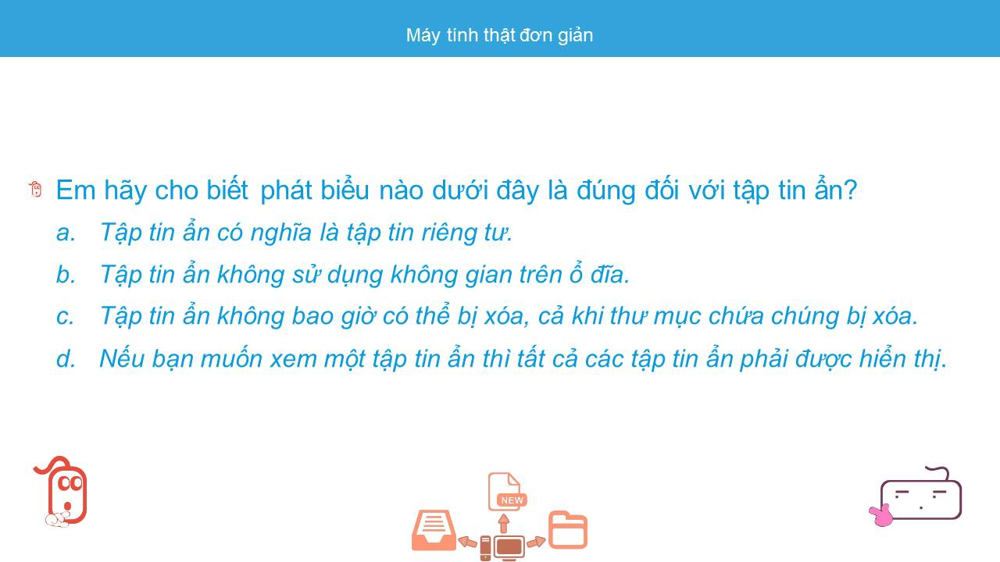 Máy tính thật đơn giản
Em hãy cho biết phát biểu nào dưới đây là đúng đối với tập tin ẩn?
a. Tập tin ẩn có nghĩa là tập tin riêng tư.
b. Tập tin ẩn không sử dụng không gian trên ổ đĩa.
c. Tập tin ẩn không bao giờ có thể bị xóa, cả khi thư mục chứa chúng bị xóa.
d. Nếu bạn muốn xem một tập tin ẩn thì tất cả các tập tin ẩn phải được hiển thị.
NEW